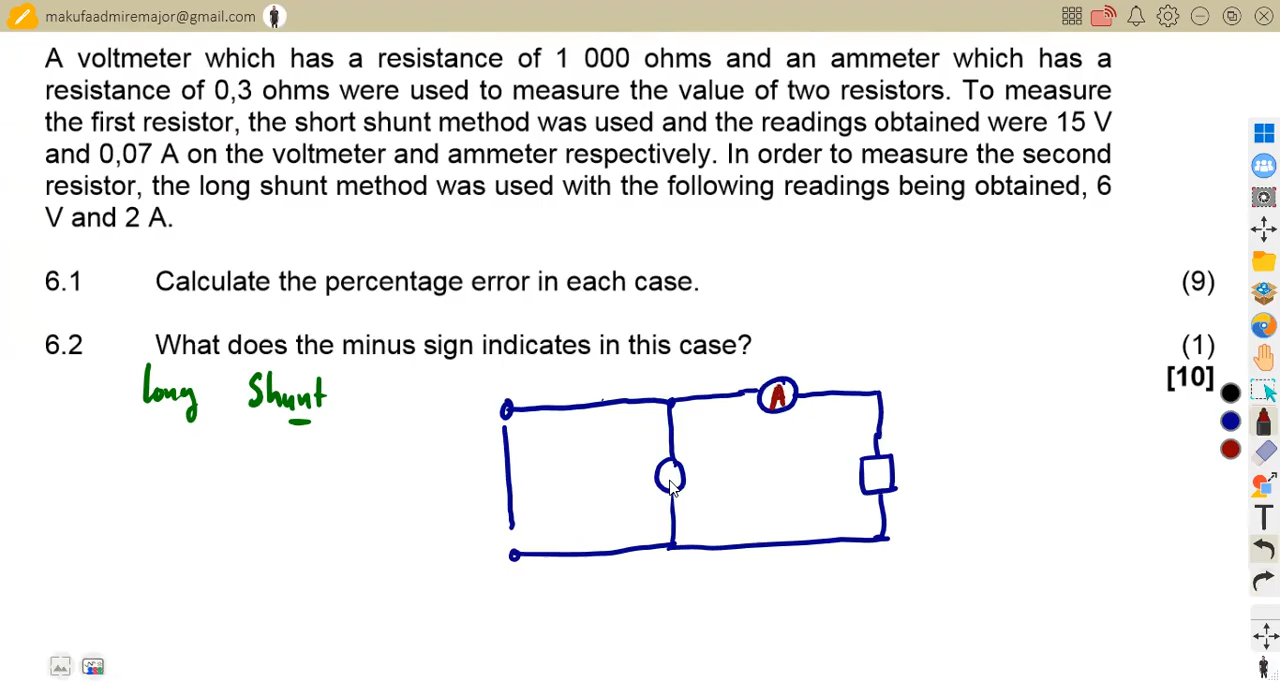 makufaadmiremajor@gmail.com
A voltmeter which has a resistance of 1 000 ohms and an ammeter which has a
resistance of 0,3 ohms were used to measure the value of two resistors. To measure
the first resistor, the short shunt method was used and the readings obtained were 15 V
and 0,07 A on the voltmeter and ammeter respectively. In order to measure the second
resistor, the long shunt method was used with the following readings being obtained, 6
V and 2 A.
6.1 Calculate the percentage error in each case. (9)
6.2 What does the minus sign indicates in this case? (1)
[10]
long Shunt
A
T